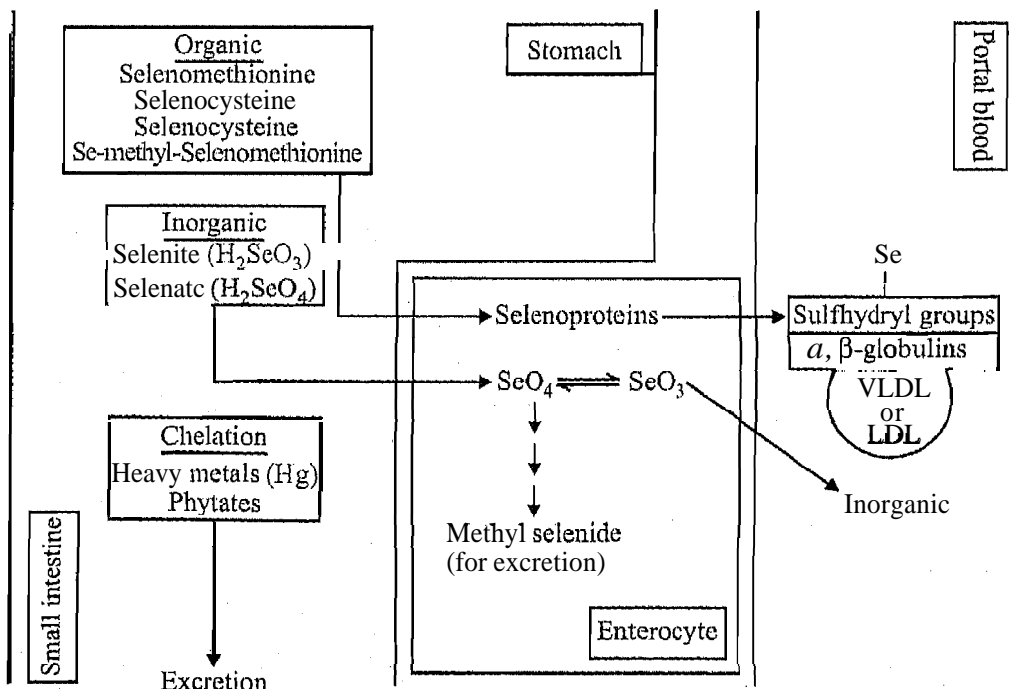 Organic
Selenomethionine
Selenocysteine
Selenocysteine
Se-methyl-Selenomethionine
Inorganic
Selenite (H₂SeO₃)
Selenatc (H₂SeO₄)
Chelation
Heavy metals (Hg)
Phytates
Excretion
Small intestine
Stomach
Selenoproteins
SeO₄ ⇌ SeO₃
Methyl selenide
(for excretion)
Enterocyte
Portal blood
Se
Sulfhydryl groups
a, β-globulins
VLDL
or
LDL
Inorganic